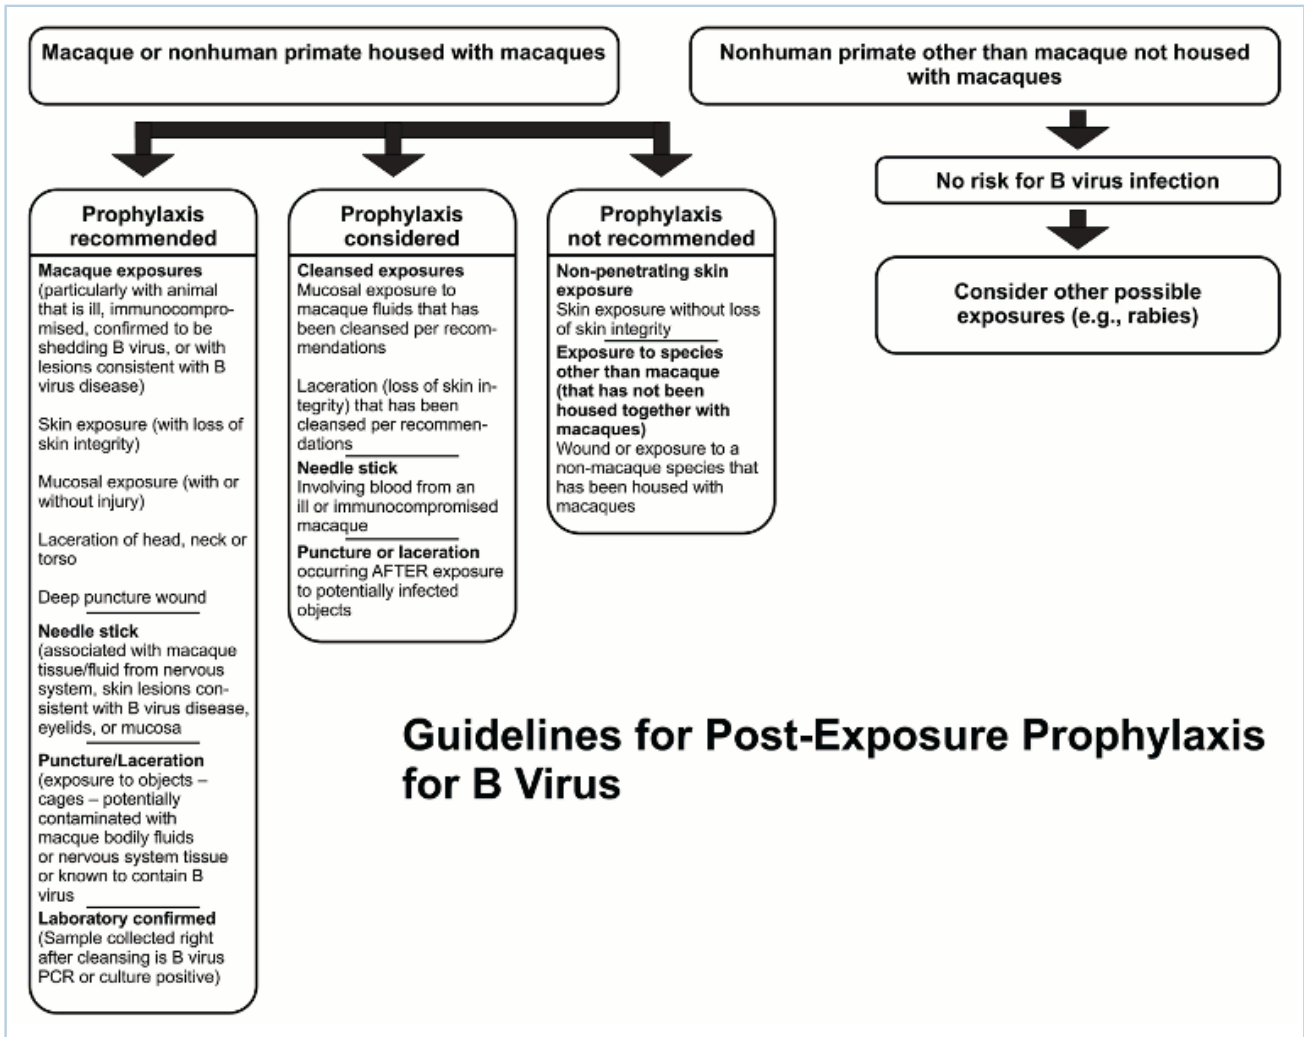 Macaque or nonhuman primate housed with macaques
Nonhuman primate other than macaque not housed
with macaques
No risk for B virus infection
Consider other possible
exposures (e.g., rabies)
Prophylaxis
recommended
Macaque exposures
(particularly with animal
that is ill, immunocompro-
mised, confirmed to be
shedding B virus, or with
lesions consistent with B
virus disease)
Skin exposure (with loss of
skin integrity)
Mucosal exposure (with or
without injury)
Laceration of head, neck or
torso
Deep puncture wound
Needle stick
(associated with macaque
tissue/fluid from nervous
system, skin lesions con-
sistent with B virus disease,
eyelids, or mucosa
Puncture/Laceration
(exposure to objects –
cages – potentially
contaminated with
macque bodily fluids
or nervous system tissue
or known to contain B
virus
Laboratory confirmed
(Sample collected right
after cleansing is B virus
PCR or culture positive)
Prophylaxis
considered
Cleansed exposures
Mucosal exposure to
macaque fluids that has
been cleansed per recom-
mendations
Laceration (loss of skin in-
tegrity) that has been
cleansed per recommen-
dations
Needle stick
Involving blood from an
ill or immunocompromised
macaque
Puncture or laceration
occurring AFTER exposure
to potentially infected
objects
Prophylaxis
not recommended
Non-penetrating skin
exposure
Skin exposure without loss
of skin integrity
Exposure to species
other than macaque
(that has not been
housed together with
macaques)
Wound or exposure to a
non-macaque species that
has been housed with
macaques
Guidelines for Post-Exposure Prophylaxis
for B Virus